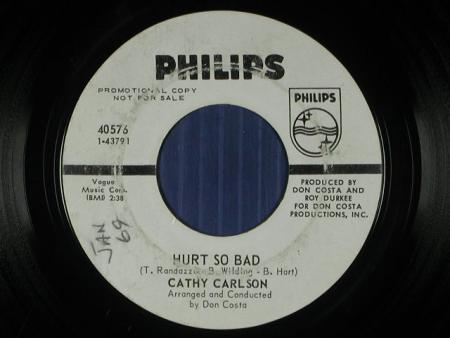 PHILIPS
PROMOTIONAL COPY
NOT FOR SALE
40576
1-43791
PHILIPS
Vogue
Music Corp.
(BMI) 2:38
PRODUCED BY
DON COSTA AND
ROY DURKEE
FOR DON COSTA
PRODUCTIONS, INC.
JAN
69
HURT SO BAD
(T. Randazzo- B. Wilding - B. Hart)
CATHY CARLSON
Arranged and Conducted
by Don Costa